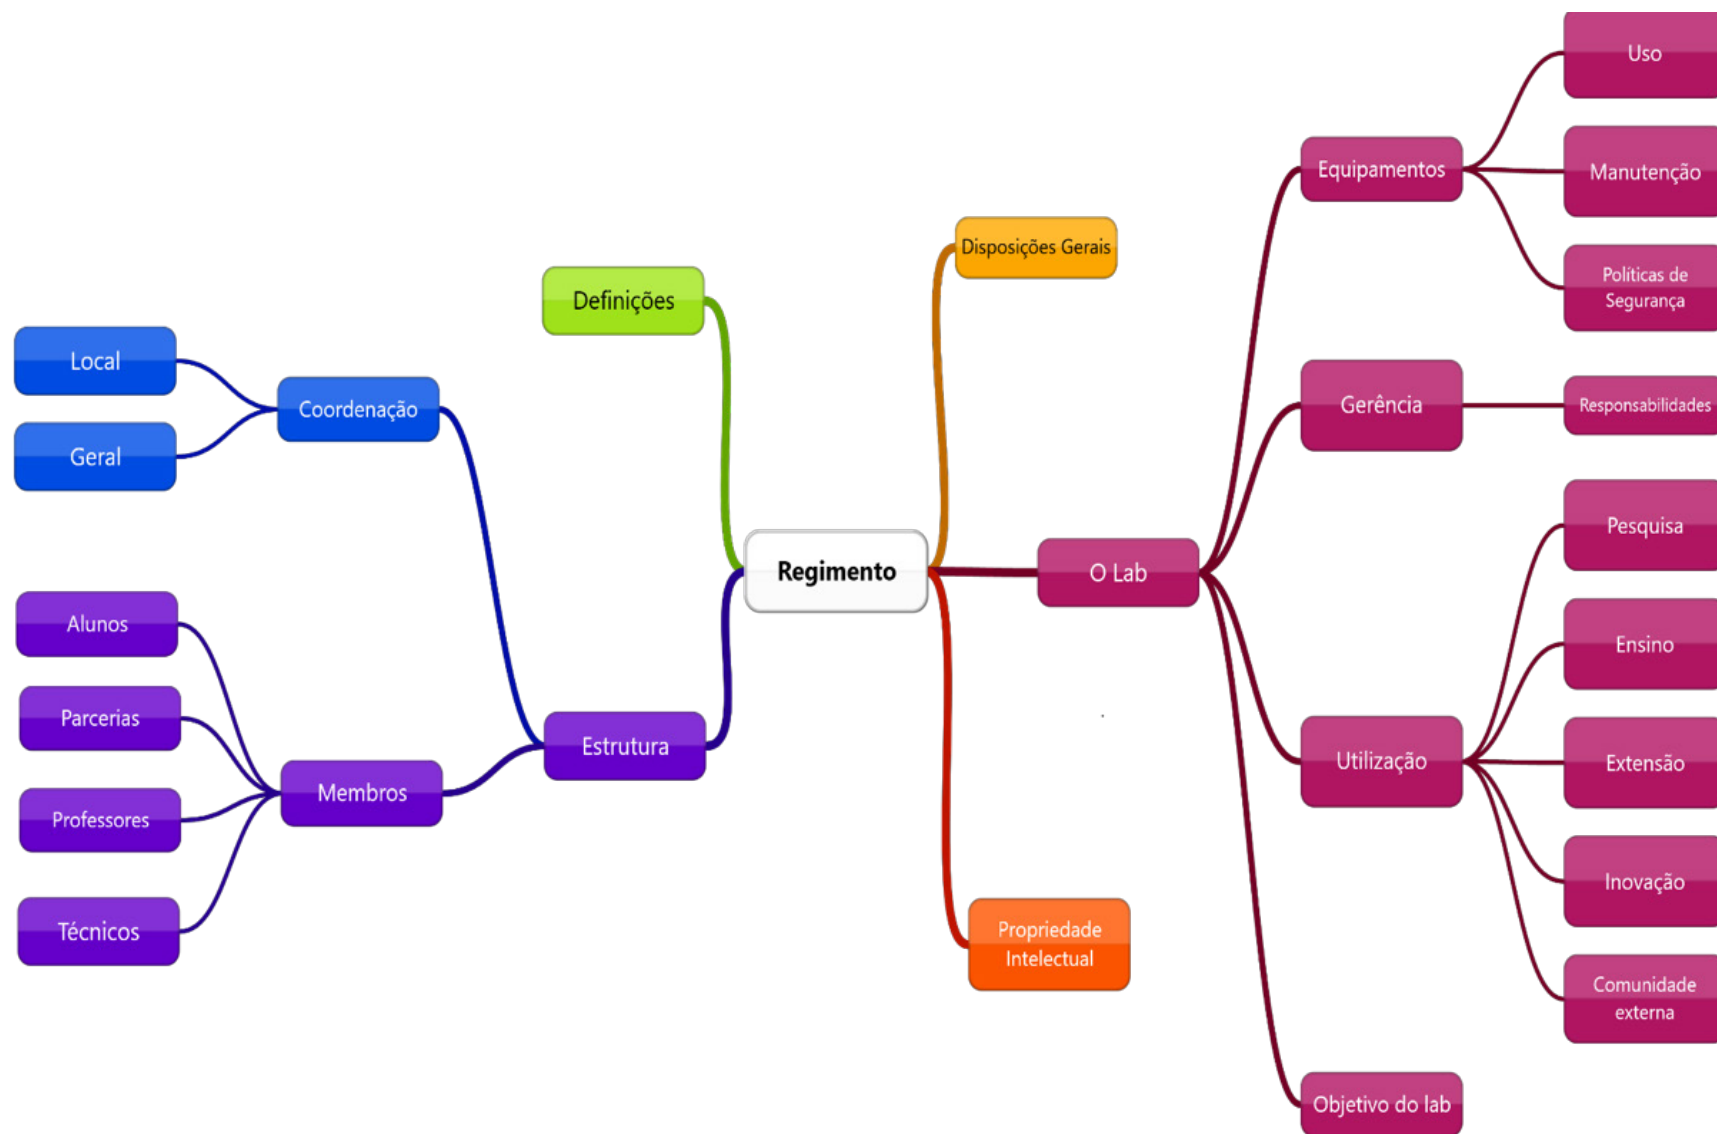 Uso
Equipamentos
Manutenção
Políticas de
Segurança
Disposições Gerais
Definições
Local
Coordenação
Geral
Gerência
Responsabilidades
Regimento
O Lab
Pesquisa
Ensino
Utilização
Extensão
Inovação
Comunidade
externa
Alunos
Parcerias
Estrutura
Membros
Professores
Técnicos
Propriedade
Intelectual
Objetivo do lab